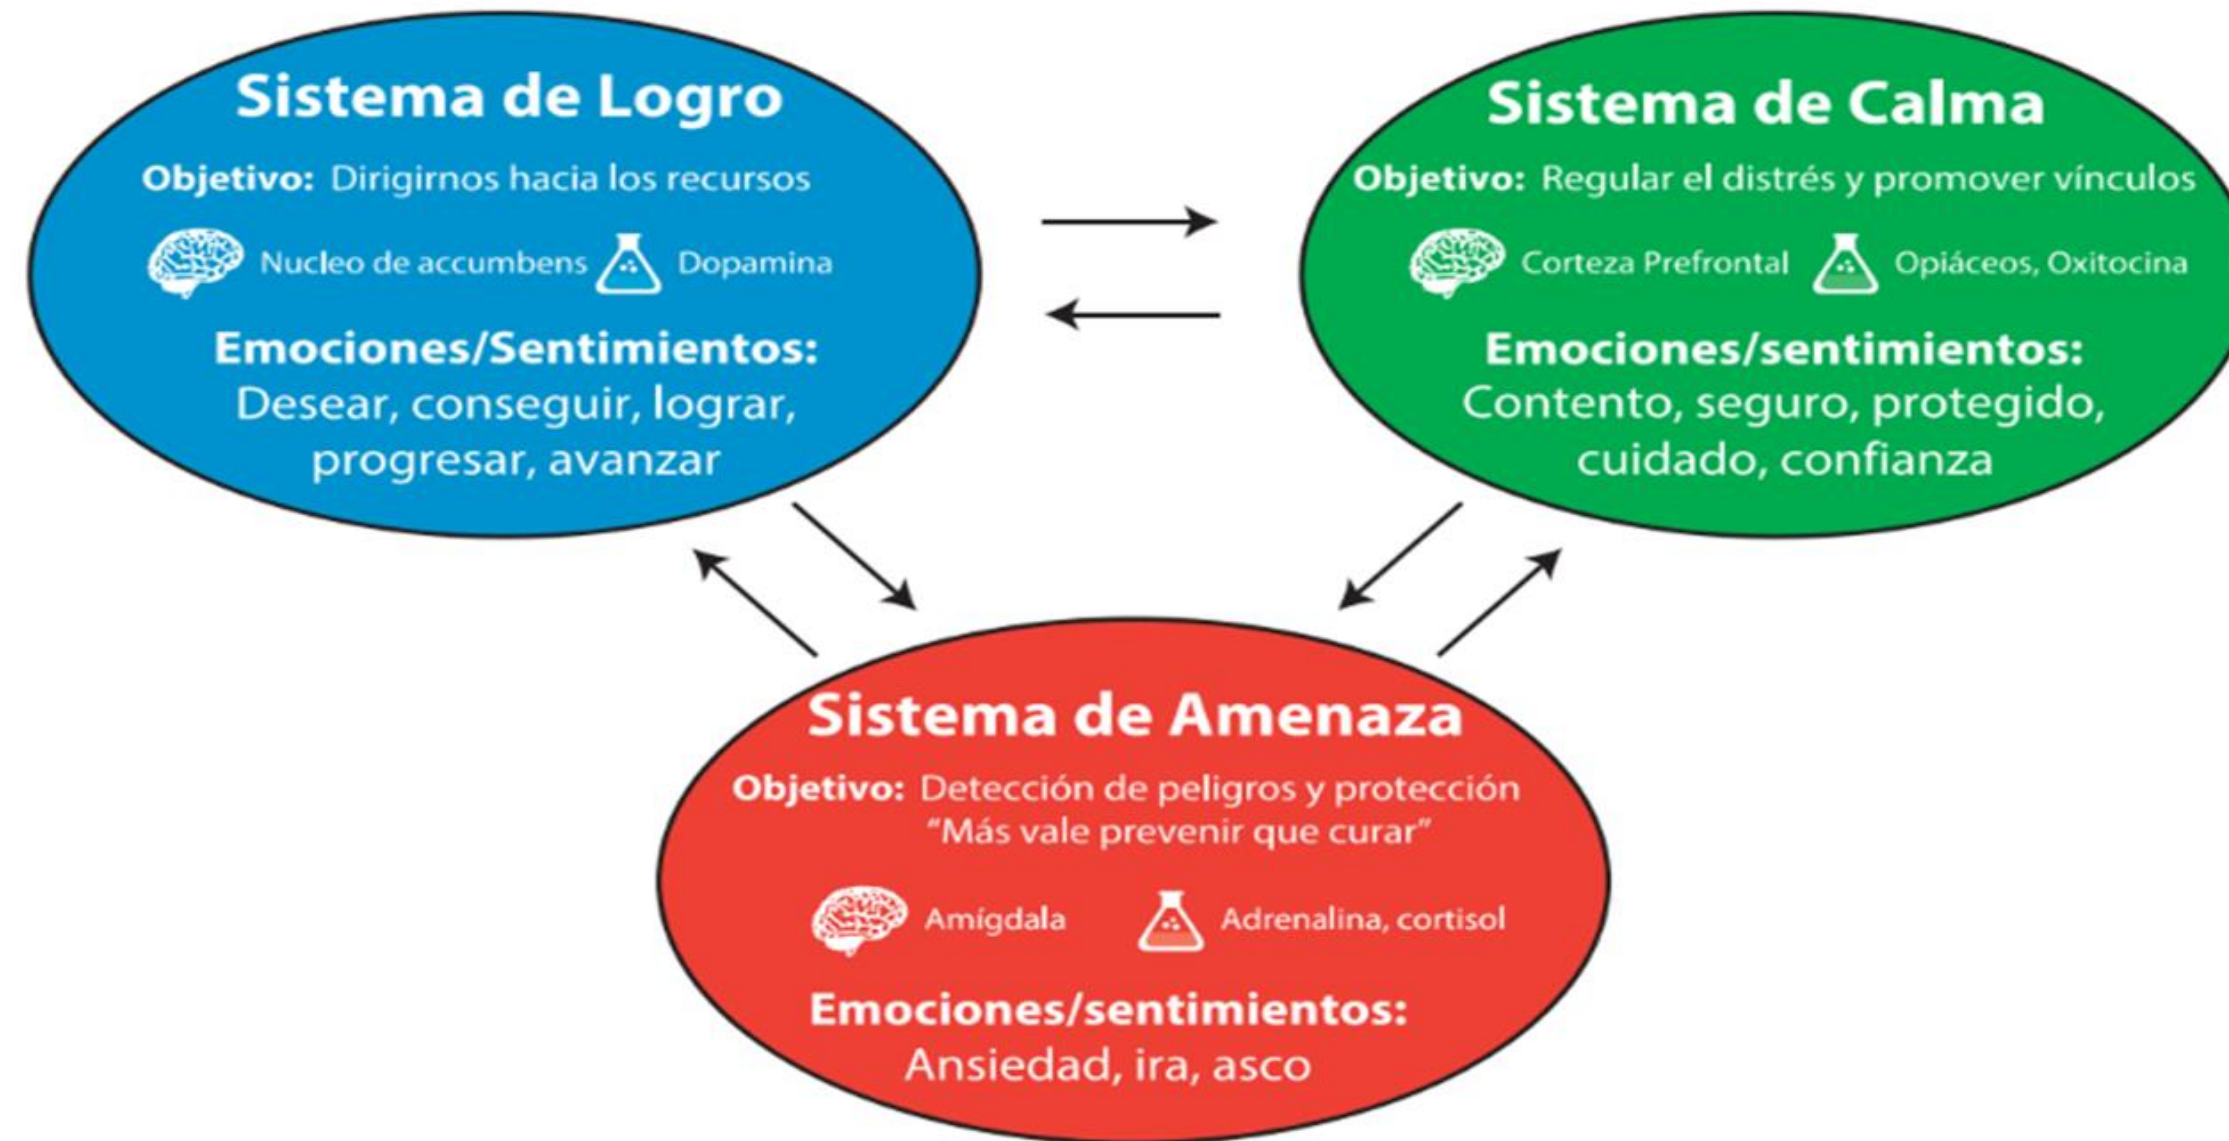 Sistema de Logro
Objetivo: Dirigirnos hacia los recursos
Nucleo de accumbens
Dopamina
Emociones/Sentimientos:
Desear, conseguir, lograr,
progresar, avanzar
Sistema de Calma
Objetivo: Regular el distrés y promover vínculos
Corteza Prefrontal
Opiáceos, Oxitocina
Emociones/sentimientos:
Contento, seguro, protegido,
cuidado, confianza
Sistema de Amenaza
Objetivo: Detección de peligros y protección
“Más vale prevenir que curar”
Amígdala
Adrenalina, cortisol
Emociones/sentimientos:
Ansiedad, ira, asco